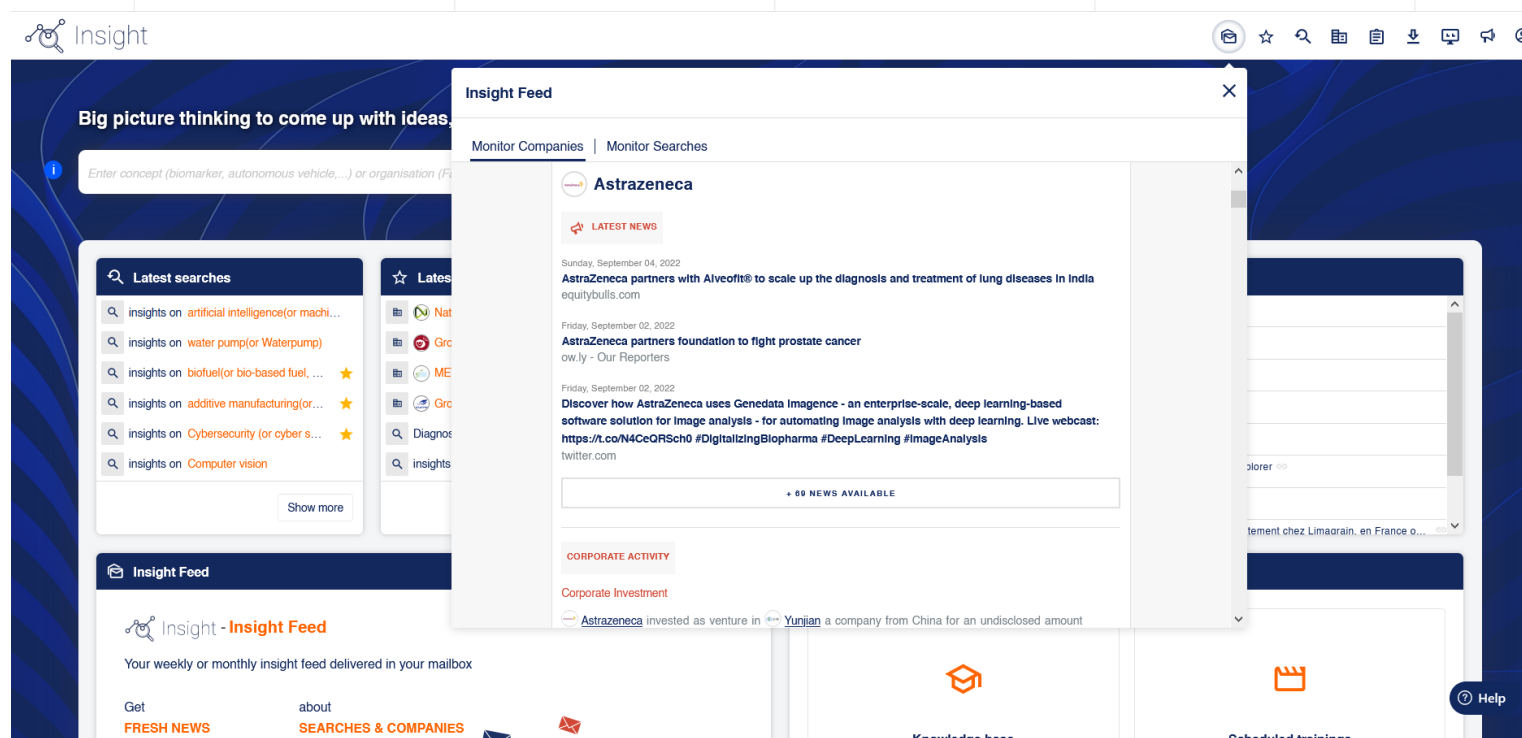 Insight
Big picture thinking to come up with ideas,
Enter concept (biomarker, autonomous vehicle,...) or organisation (Fa
Insight Feed
Monitor Companies | Monitor Searches
Astrazeneca
LATEST NEWS
Sunday, September 04, 2022
AstraZeneca partners with Alveofit® to scale up the diagnosis and treatment of lung diseases in India
equitybulls.com
Friday, September 02, 2022
AstraZeneca partners foundation to fight prostate cancer
ow.ly - Our Reporters
Friday, September 02, 2022
Discover how AstraZeneca uses Genedata Imagence - an enterprise-scale, deep learning-based
software solution for image analysis - for automating image analysis with deep learning. Live webcast:
https://t.co/N4CeQRSch0 #DigitalizingBiopharma #DeepLearning #ImageAnalysis
twitter.com
+ 69 NEWS AVAILABLE
CORPORATE ACTIVITY
Corporate Investment
Astrazeneca invested as venture in Yunjian a company from China for an undisclosed amount
Latest searches
insights on artificial intelligence(or machi...
insights on water pump(or Waterpump)
insights on biofuel(or bio-based fuel, ...
insights on additive manufacturing(or...
insights on Cybersecurity (or cyber s...
insights on Computer vision
Show more
Lates
Nat
Gro
ME
Gro
Diagnos
insights
plorer
tement chez Limagrain, en France o...
Insight Feed
Insight - Insight Feed
Your weekly or monthly insight feed delivered in your mailbox
Get about
FRESH NEWS SEARCHES & COMPANIES
Knowledge base
Scheduled trainings
Help